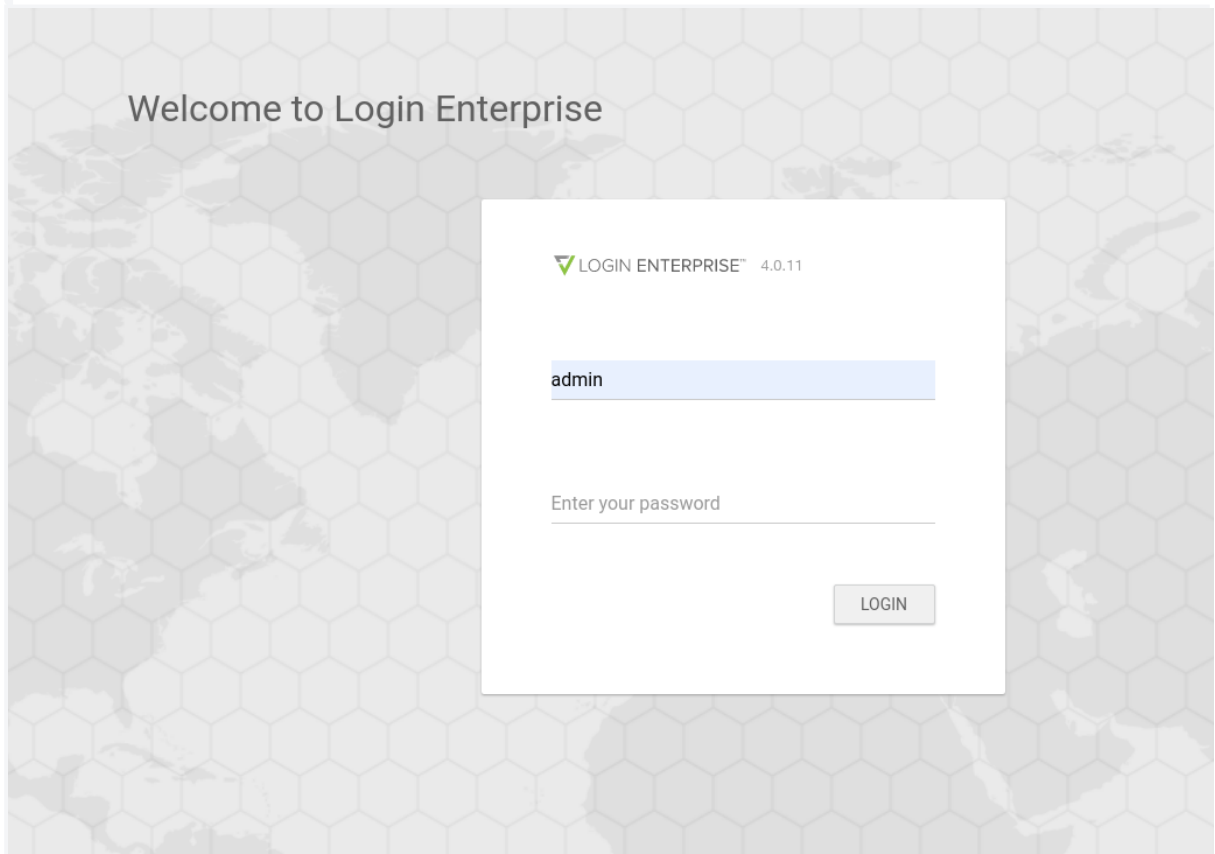 Welcome to Login Enterprise
LOGIN ENTERPRISE™ 4.0.11
admin
Enter your password
LOGIN